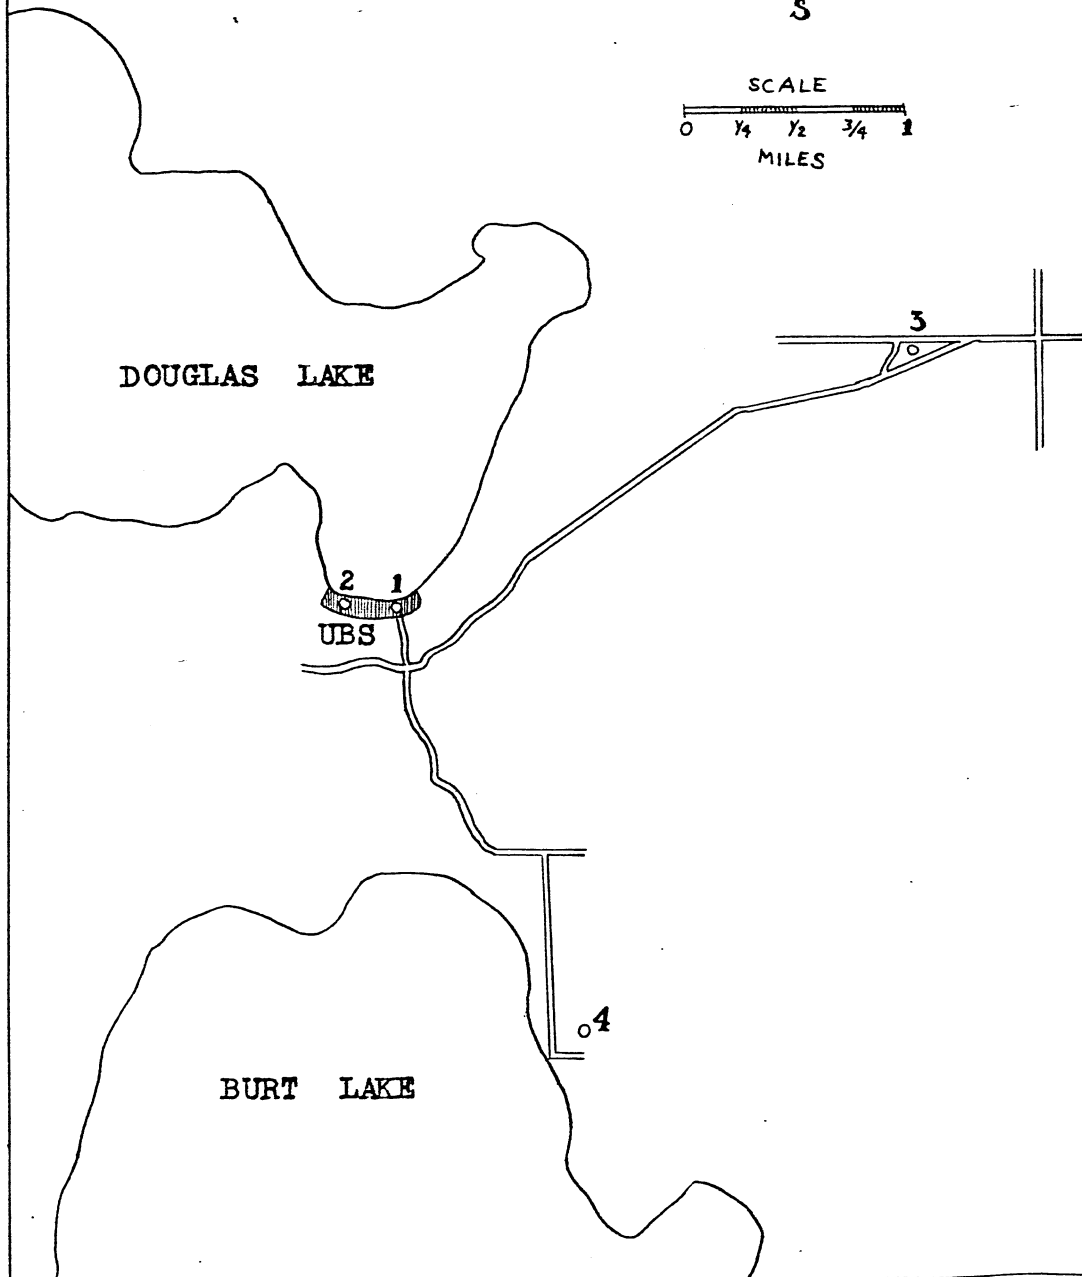 S
SCALE
0 1/4 1/2 3/4 1
MILES
3
DOUGLAS LAKE
2 1
UBS
4
BURT LAKE